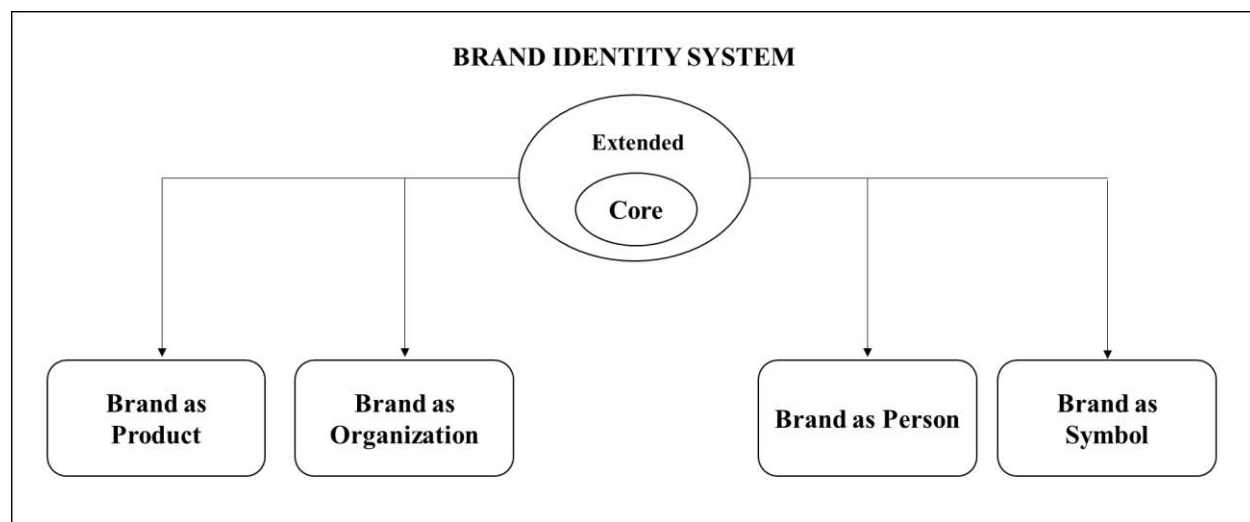 BRAND IDENTITY SYSTEM
Extended
Core
Brand as
Product
Brand as
Organization
Brand as Person
Brand as
Symbol